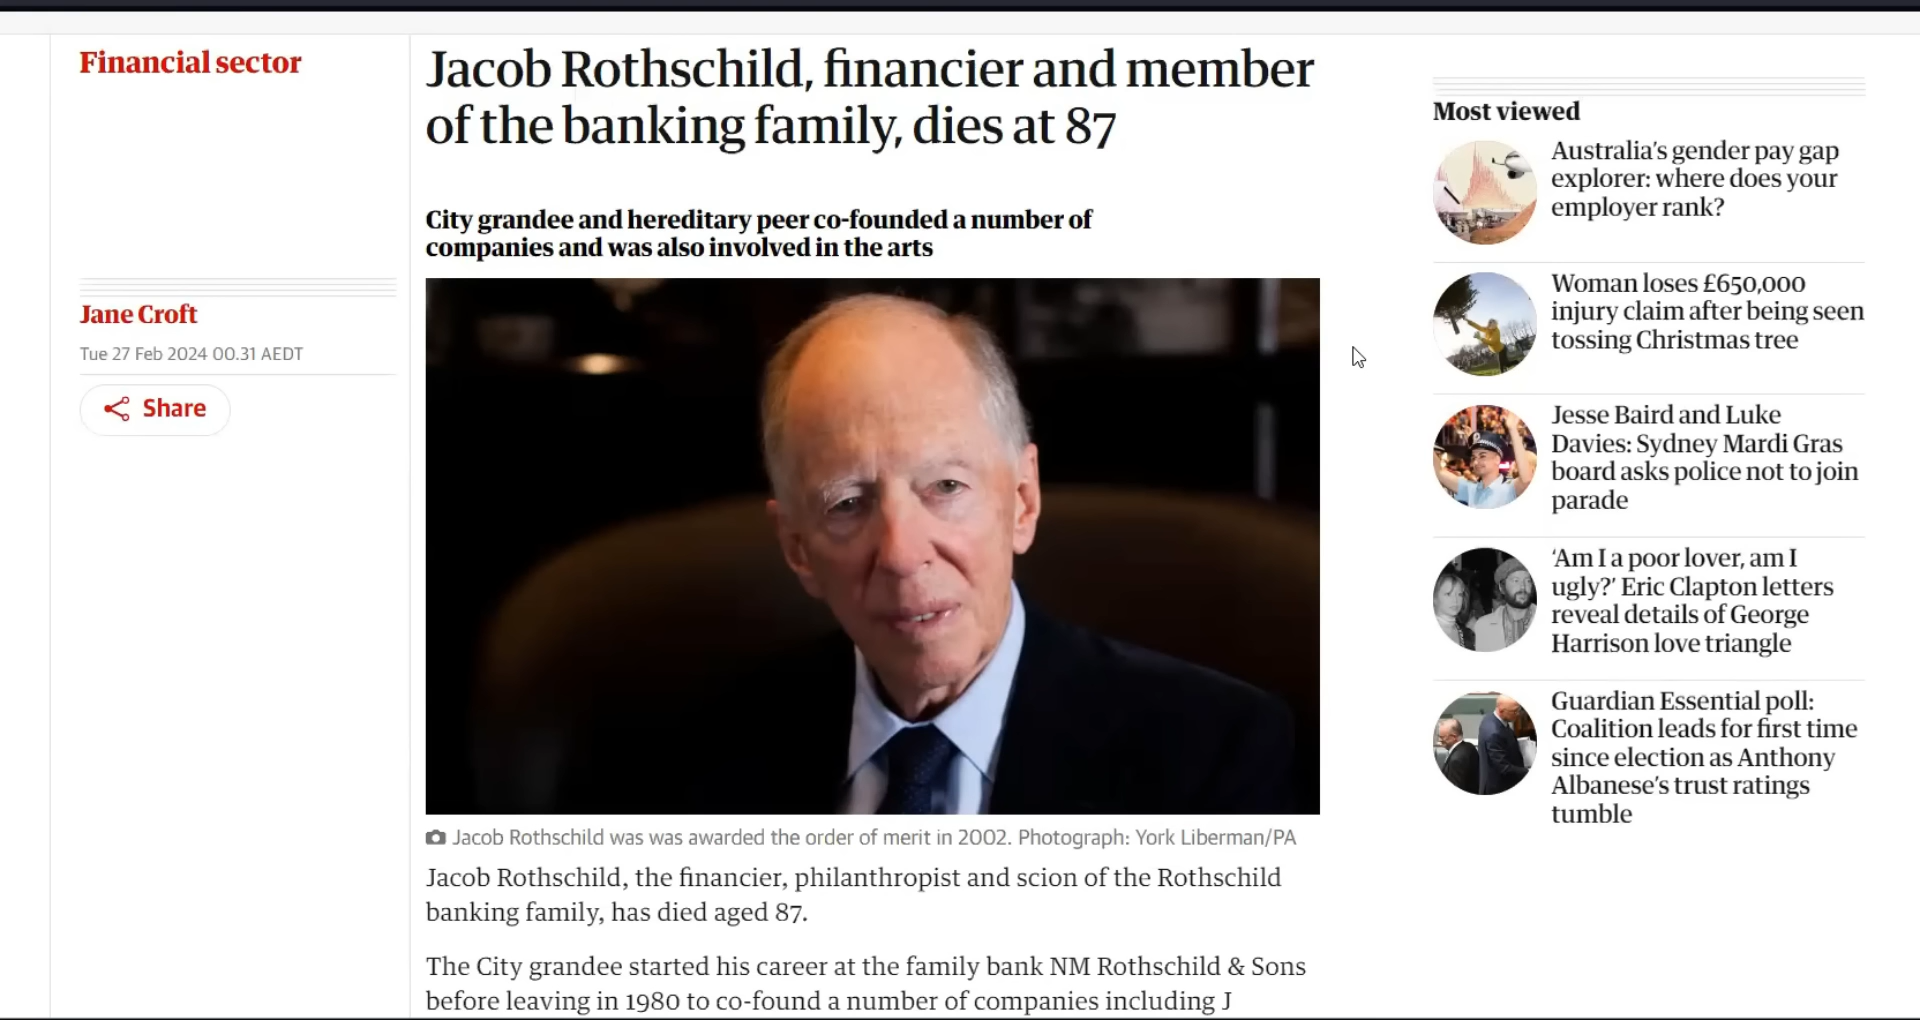 Financial sector
Jacob Rothschild, financier and member
of the banking family, dies at 87
City grandee and hereditary peer co-founded a number of
companies and was also involved in the arts
Jane Croft
Tue 27 Feb 2024 00.31 AEDT
Share
Jacob Rothschild was was awarded the order of merit in 2002. Photograph: York Liberman/PA
Jacob Rothschild, the financier, philanthropist and scion of the Rothschild
banking family, has died aged 87.
The City grandee started his career at the family bank NM Rothschild & Sons
before leaving in 1980 to co-found a number of companies including J
Most viewed
Australia’s gender pay gap
explorer: where does your
employer rank?
Woman loses £650,000
injury claim after being seen
tossing Christmas tree
Jesse Baird and Luke
Davies: Sydney Mardi Gras
board asks police not to join
parade
‘Am I a poor lover, am I
ugly?’ Eric Clapton letters
reveal details of George
Harrison love triangle
Guardian Essential poll:
Coalition leads for first time
since election as Anthony
Albanese’s trust ratings
tumble